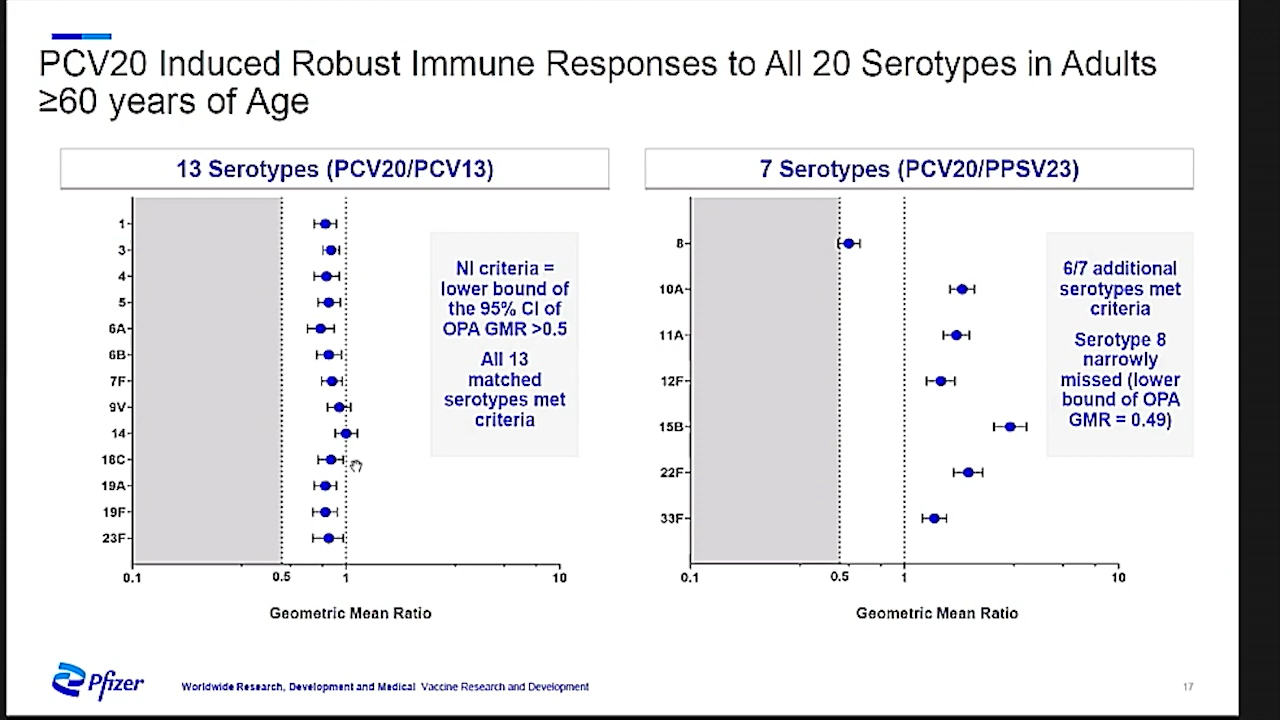 PCV20 Induced Robust Immune Responses to All 20 Serotypes in Adults
≥60 years of Age
13 Serotypes (PCV20/PCV13)
1
3
4
5
6A
6B
7F
9V
14
18C
19A
19F
23F
NI criteria =
lower bound of
the 95% CI of
OPA GMR >0.5
All 13
matched
serotypes met
criteria
0.1
0.5
1
10
Geometric Mean Ratio
7 Serotypes (PCV20/PPSV23)
8
10A
11A
12F
15B
22F
33F
6/7 additional
serotypes met
criteria
Serotype 8
narrowly
missed (lower
bound of OPA
GMR = 0.49)
0.1
0.5
1
10
Geometric Mean Ratio
Pfizer
Worldwide Research, Development and Medical Vaccine Research and Development
17